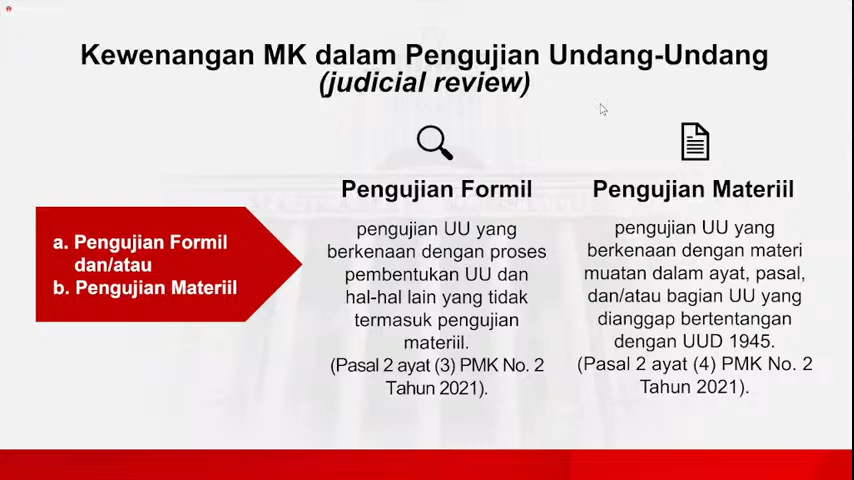 Kewenangan MK dalam Pengujian Undang-Undang
(judicial review)
a. Pengujian Formil
dan/atau
b. Pengujian Materiil
Pengujian Formil
pengujian UU yang
berkenaan dengan proses
pembentukan UU dan
hal-hal lain yang tidak
termasuk pengujian
materiil.
(Pasal 2 ayat (3) PMK No. 2
Tahun 2021).
Pengujian Materiil
pengujian UU yang
berkenaan dengan materi
muatan dalam ayat, pasal,
dan/atau bagian UU yang
dianggap bertentangan
dengan UUD 1945.
(Pasal 2 ayat (4) PMK No. 2
Tahun 2021).